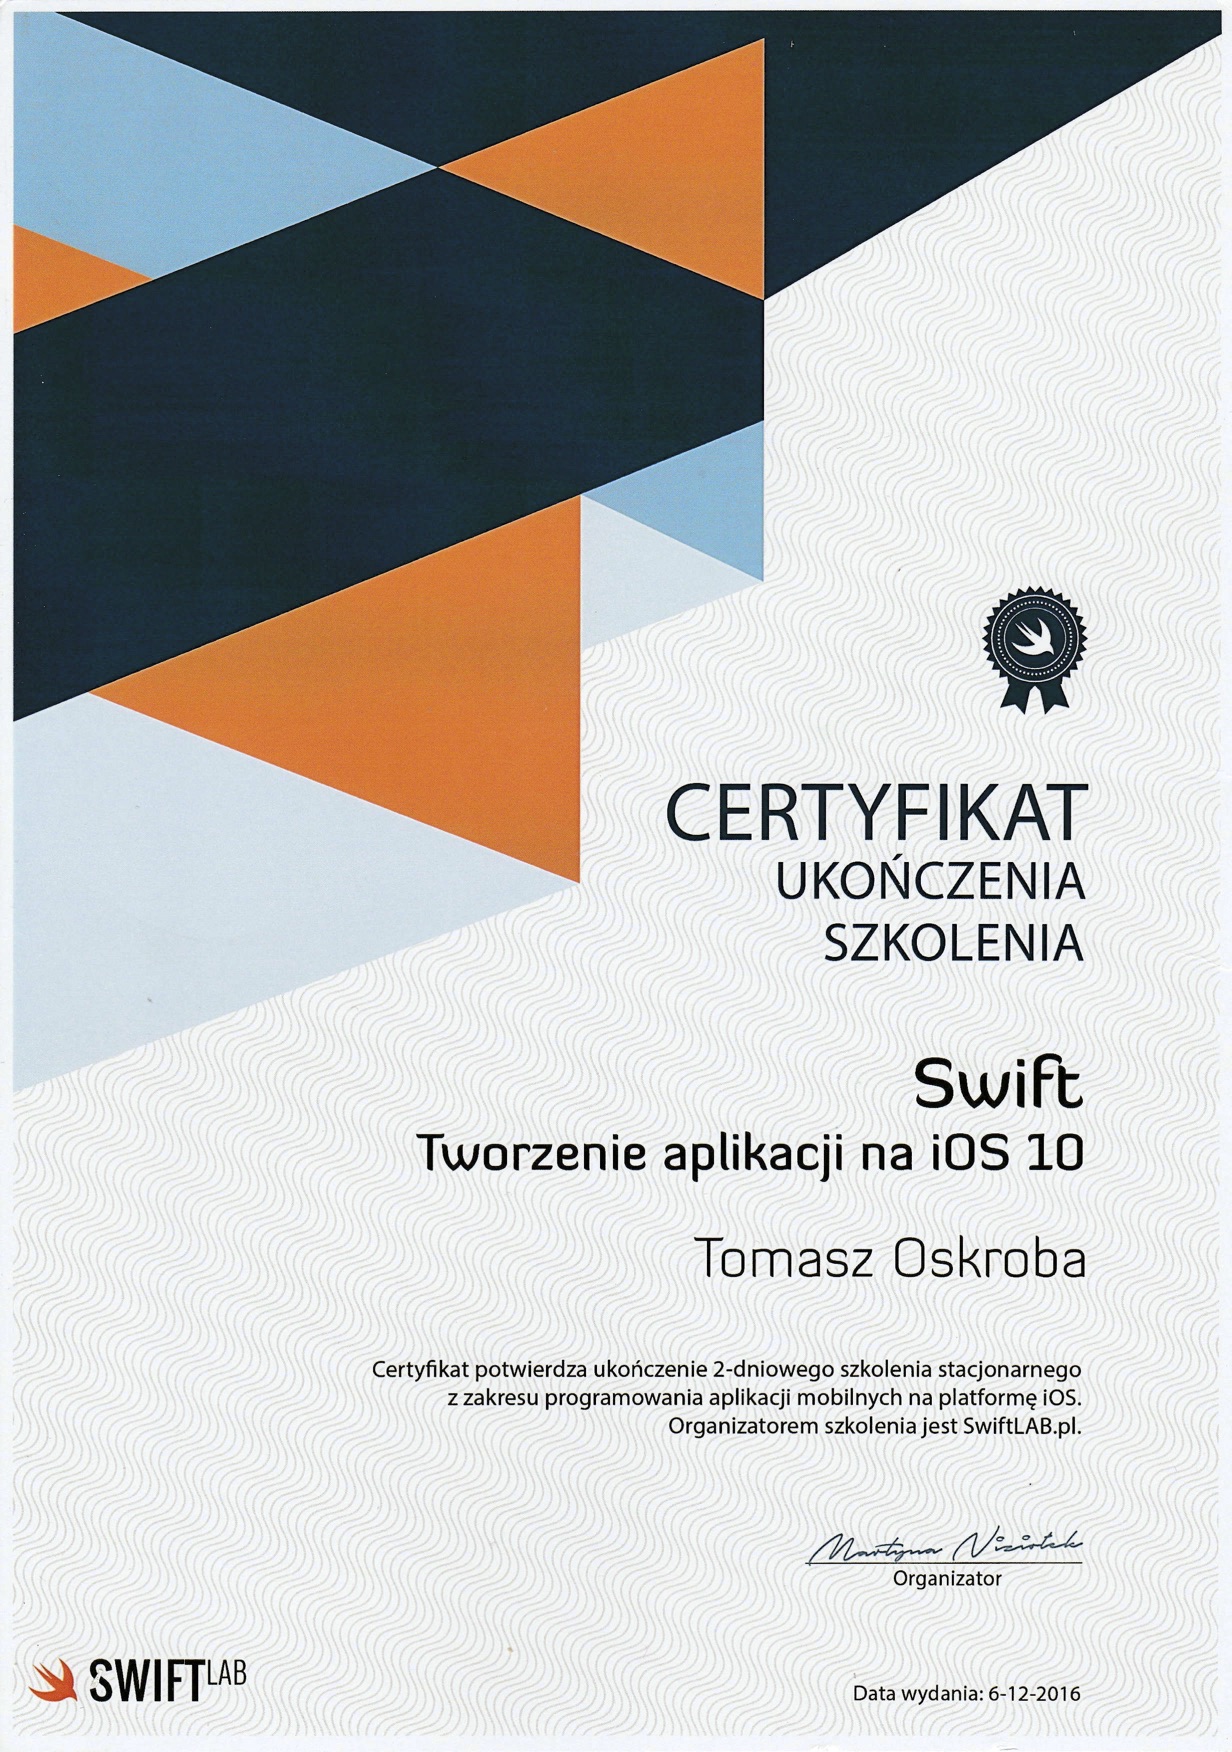 CERTYFIKAT
UKOŃCZENIA
SZKOLENIA
Swift
Tworzenie aplikacji na iOS 10
Tomasz Oskroba
Certyfikat potwierdza ukończenie 2-dniowego szkolenia stacjonarnego
z zakresu programowania aplikacji mobilnych na platformę iOS.
Organizatorem szkolenia jest SwiftLAB.pl.
Martyna
Organizator
SWIFTLAB
Data wydania: 6-12-2016